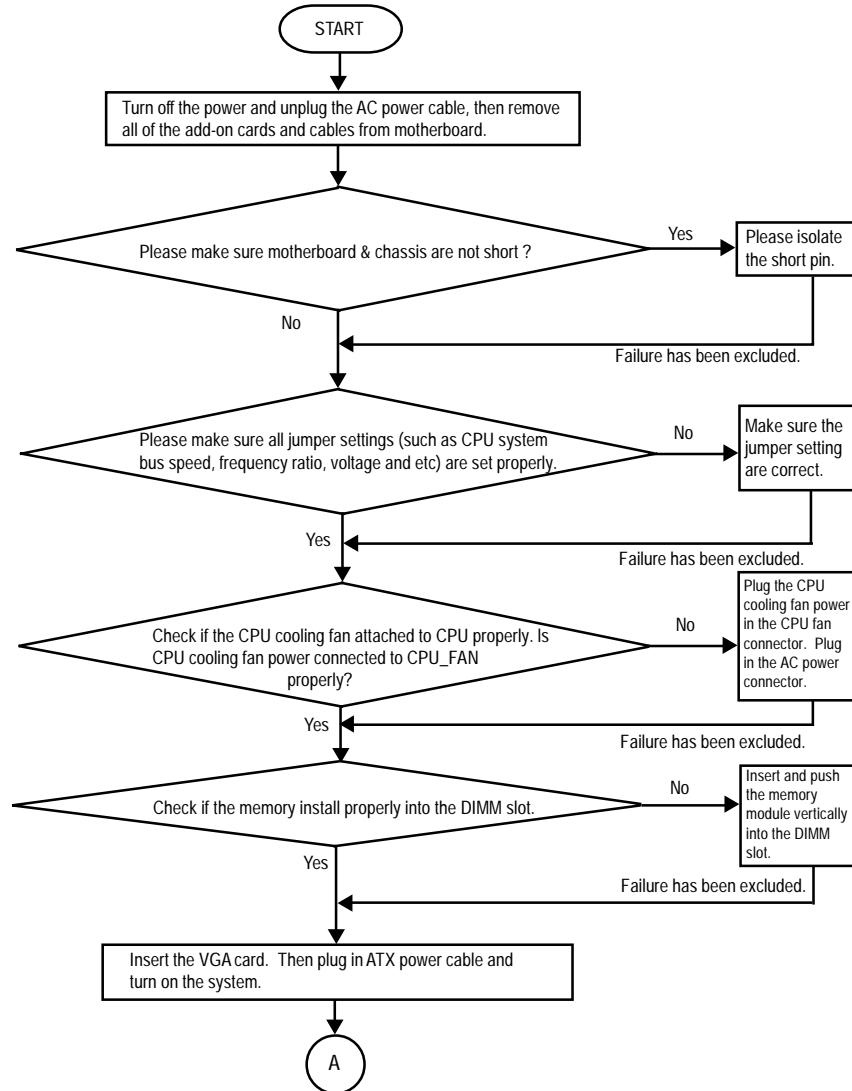 START
Turn off the power and unplug the AC power cable, then remove
all of the add-on cards and cables from motherboard.
Please make sure motherboard & chassis are not short ?
Yes
Please isolate
the short pin.
No
Failure has been excluded.
Please make sure all jumper settings (such as CPU system
bus speed, frequency ratio, voltage and etc) are set properly.
No
Make sure the
jumper setting
are correct.
Yes
Failure has been excluded.
Check if the CPU cooling fan attached to CPU properly. Is
CPU cooling fan power connected to CPU_FAN
properly?
No
Plug the CPU
cooling fan power
in the CPU fan
connector. Plug
in the AC power
connector.
Yes
Failure has been excluded.
Check if the memory install properly into the DIMM slot.
No
Insert and push
the memory
module vertically
into the DIMM
slot.
Yes
Failure has been excluded.
Insert the VGA card. Then plug in ATX power cable and
turn on the system.
A